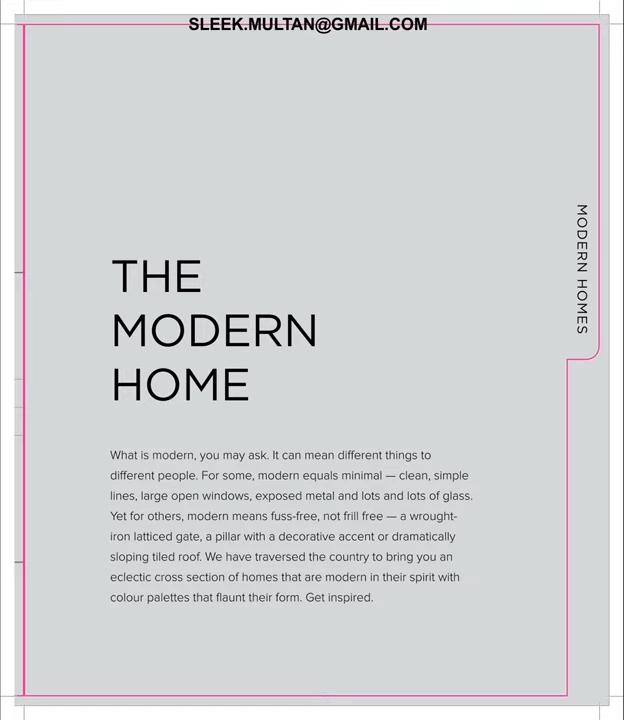 SLEEK.MULTAN@GMAIL.COM
MODERN HOMES
THE
MODERN
HOME
What is modern, you may ask. It can mean different things to
different people. For some, modern equals minimal — clean, simple
lines, large open windows, exposed metal and lots and lots of glass.
Yet for others, modern means fuss-free, not frill free — a wrought-
iron latticed gate, a pillar with a decorative accent or dramatically
sloping tiled roof. We have traversed the country to bring you an
eclectic cross section of homes that are modern in their spirit with
colour palettes that flaunt their form. Get inspired.